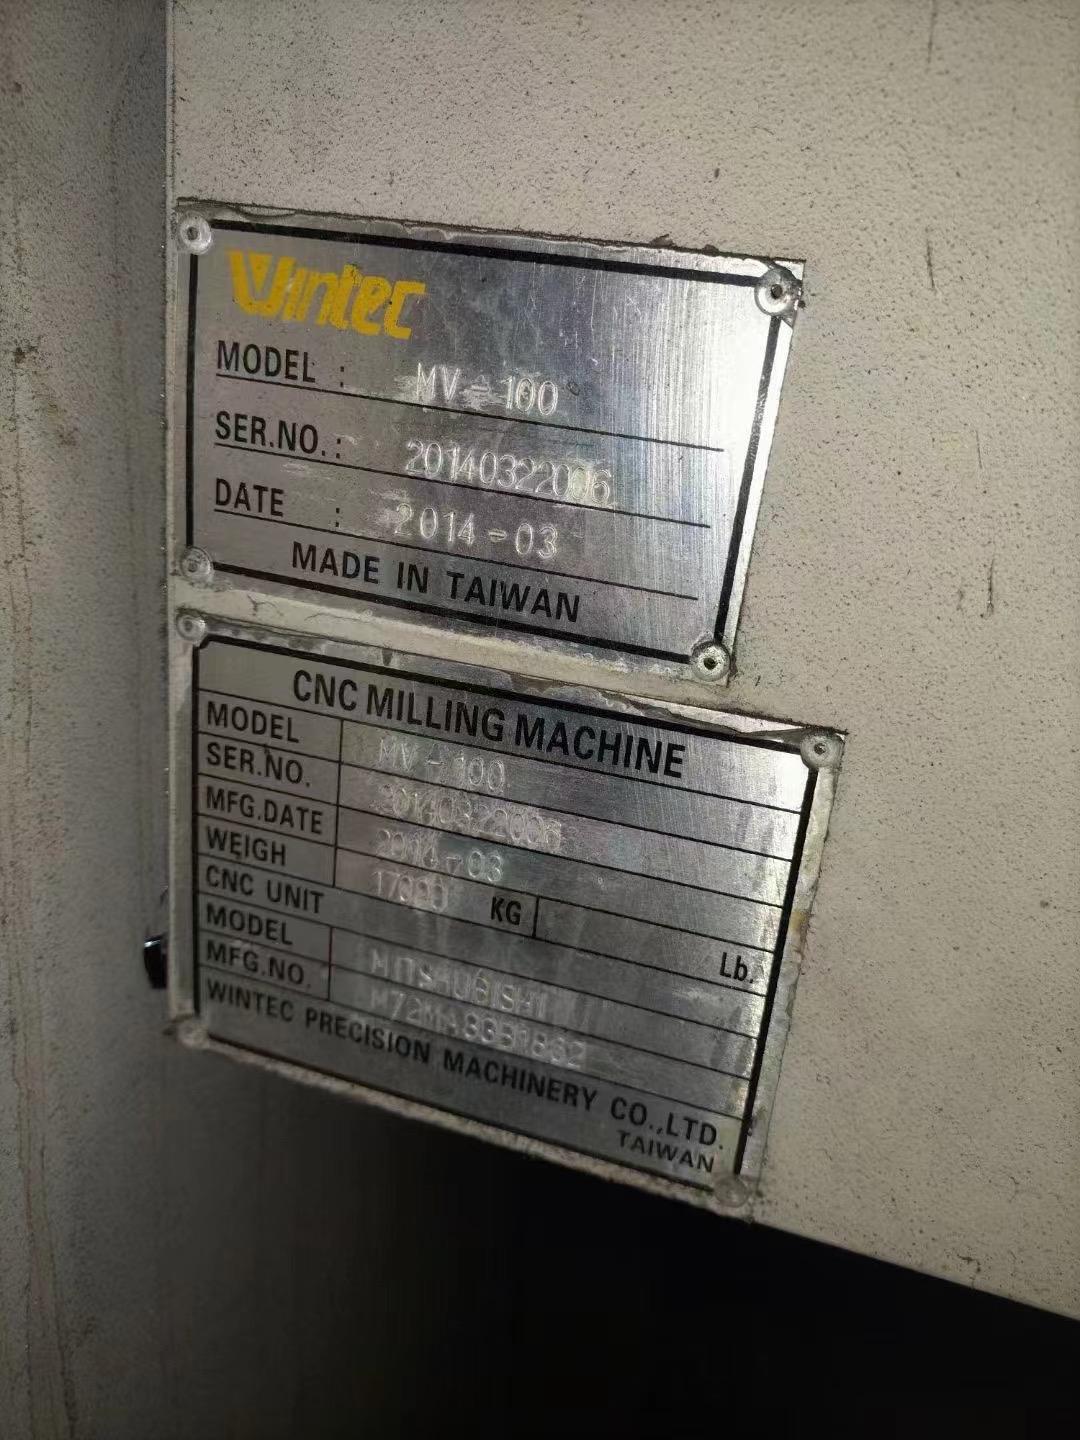 Wintec
MODEL : MV-100
SER.NO.: 20140322006
DATE : 2014-03
MADE IN TAIWAN
CNC MILLING MACHINE
MODEL MV-100
SER.NO. 20140322006
MFG.DATE 2014-03
WEIGH KG Lb.
CNC UNIT
MODEL MITSHUBISHI
MFG.NO.
WINTEC PRECISION MACHINERY CO.,LTD.
TAIWAN